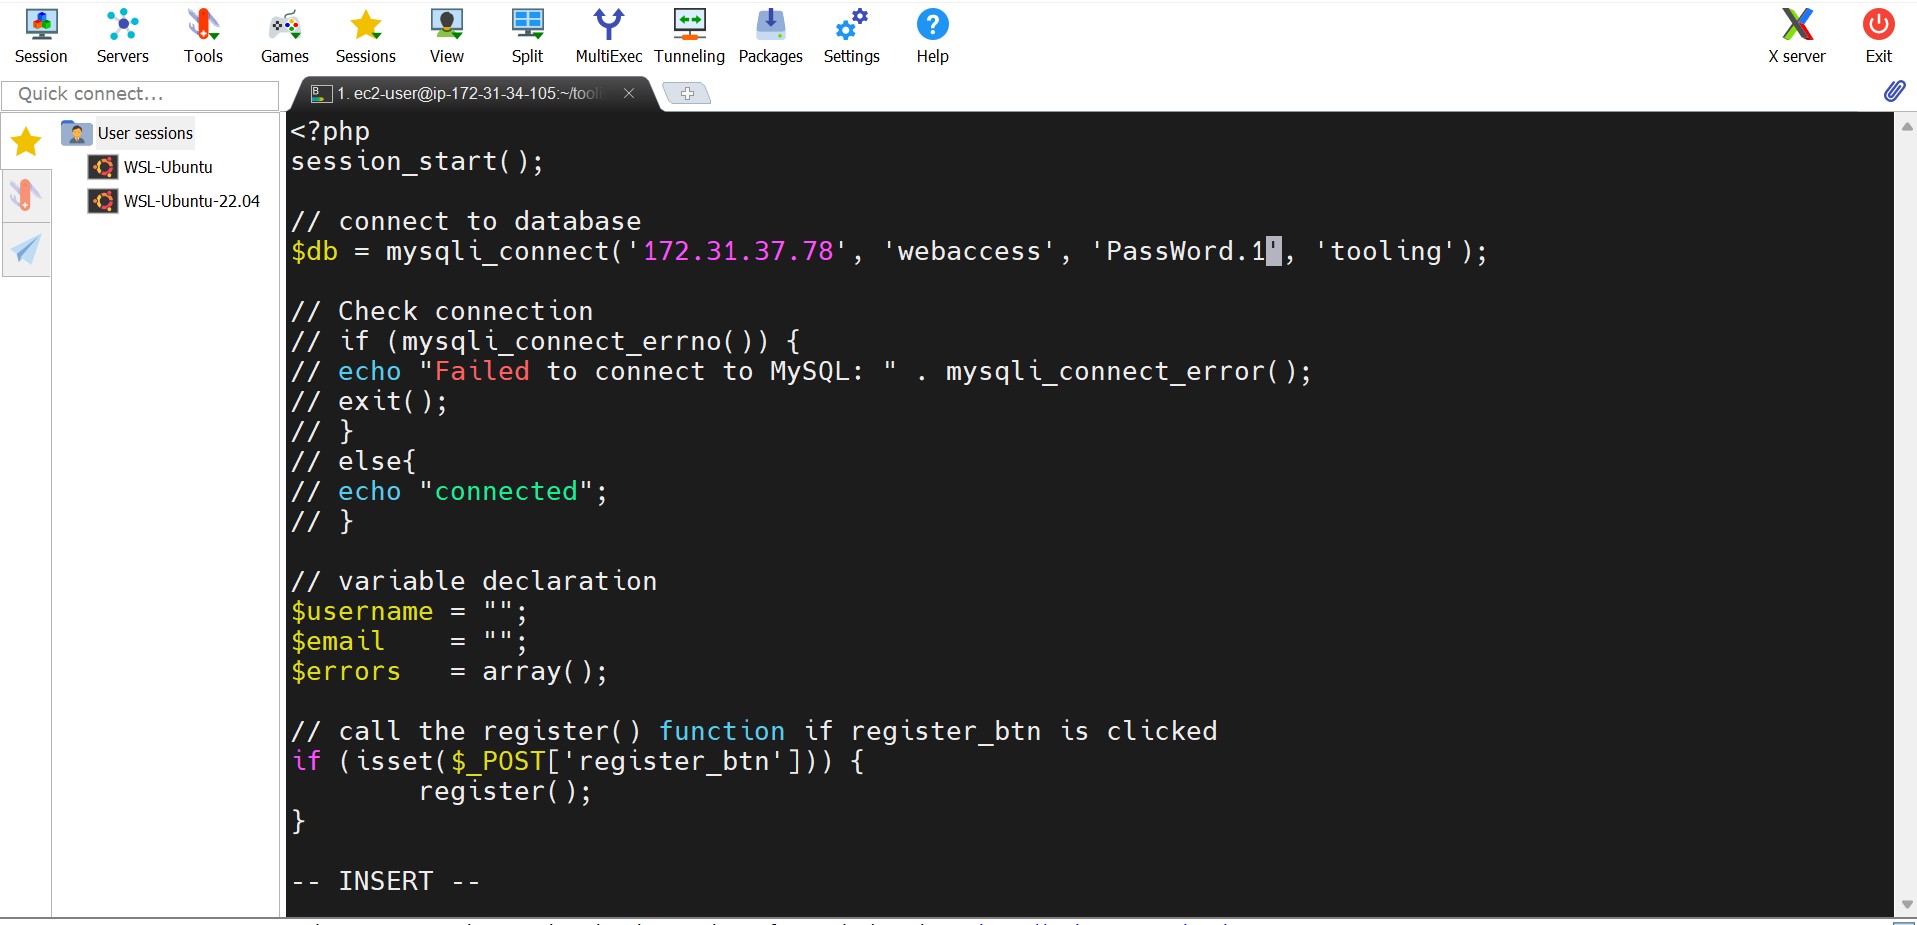 Session Servers Tools Games Sessions View Split MultiExec Tunneling Packages Settings Help X server Exit
Quick connect...
1. ec2-user@ip-172-31-34-105:~/tooli
User sessions
WSL-Ubuntu
WSL-Ubuntu-22.04
<?php
session_start();
// connect to database
$db = mysqli_connect('172.31.37.78', 'webaccess', 'PassWord.1', 'tooling');
// Check connection
// if (mysqli_connect_errno()) {
// echo "Failed to connect to MySQL: " . mysqli_connect_error();
// exit();
// }
// else{
// echo "connected";
// }
// variable declaration
$username = "";
$email    = "";
$errors   = array();
// call the register() function if register_btn is clicked
if (isset($_POST['register_btn'])) {
        register();
}
-- INSERT --